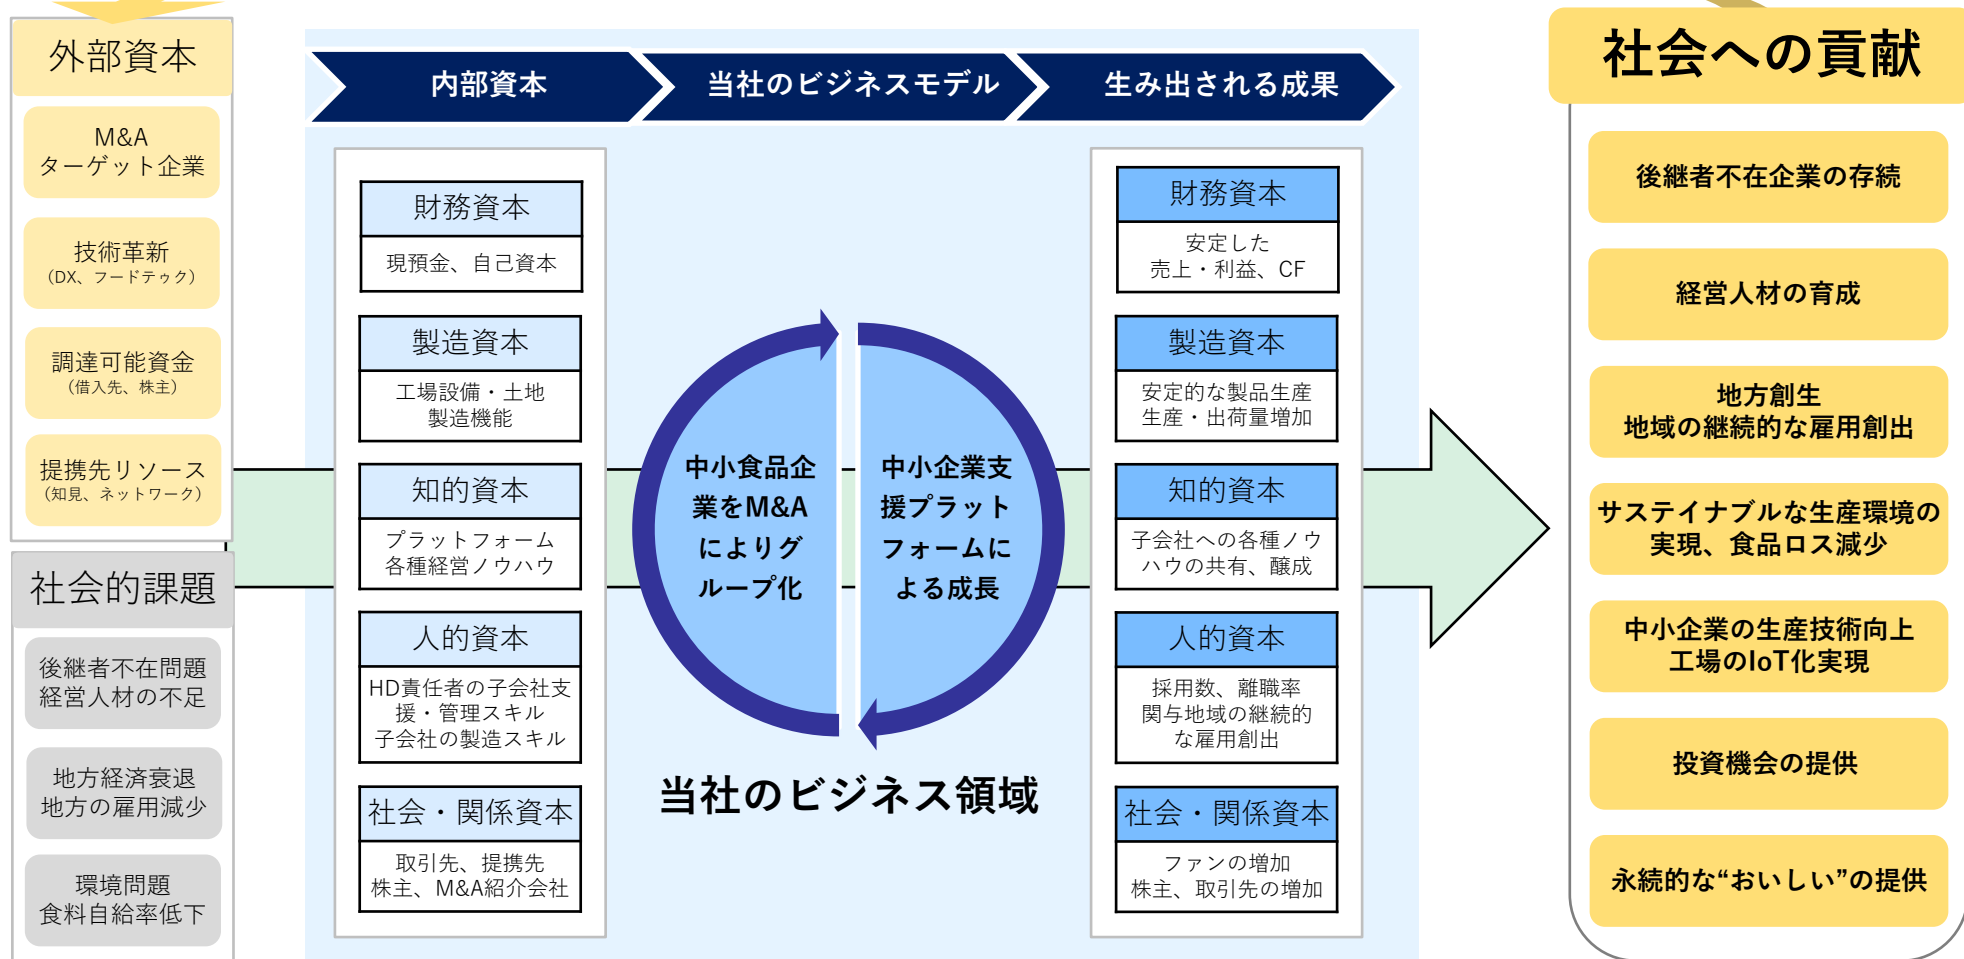 外部資本
M&A
ターゲット企業
技術革新
（DX、フードテック）
調達可能資金
（借入先、株主）
提携先リソース
（知見、ネットワーク）
社会的課題
後継者不在問題
経営人材の不足
地方経済衰退
地方の雇用減少
環境問題
食料自給率低下
内部資本
当社のビジネスモデル
生み出される成果
財務資本
現預金、自己資本
製造資本
工場設備・土地
製造機能
知的資本
プラットフォーム
各種経営ノウハウ
人的資本
HD責任者の子会社支
援・管理スキル
子会社の製造スキル
社会・関係資本
取引先、提携先
株主、M&A紹介会社
中小食品企
業をM&A
によりグ
ループ化
中小企業支
援プラット
フォームに
よる成長
当社のビジネス領域
財務資本
安定した
売上・利益、CF
製造資本
安定的な製品生産
生産・出荷量増加
知的資本
子会社への各種ノウ
ハウの共有、醸成
人的資本
採用数、離職率
関与地域の継続的
な雇用創出
社会・関係資本
ファンの増加
株主、取引先の増加
社会への貢献
後継者不在企業の存続
経営人材の育成
地方創生
地域の継続的な雇用創出
サステイナブルな生産環境の
実現、食品ロス減少
中小企業の生産技術向上
工場のIoT化実現
投資機会の提供
永続的な“おいしい”の提供